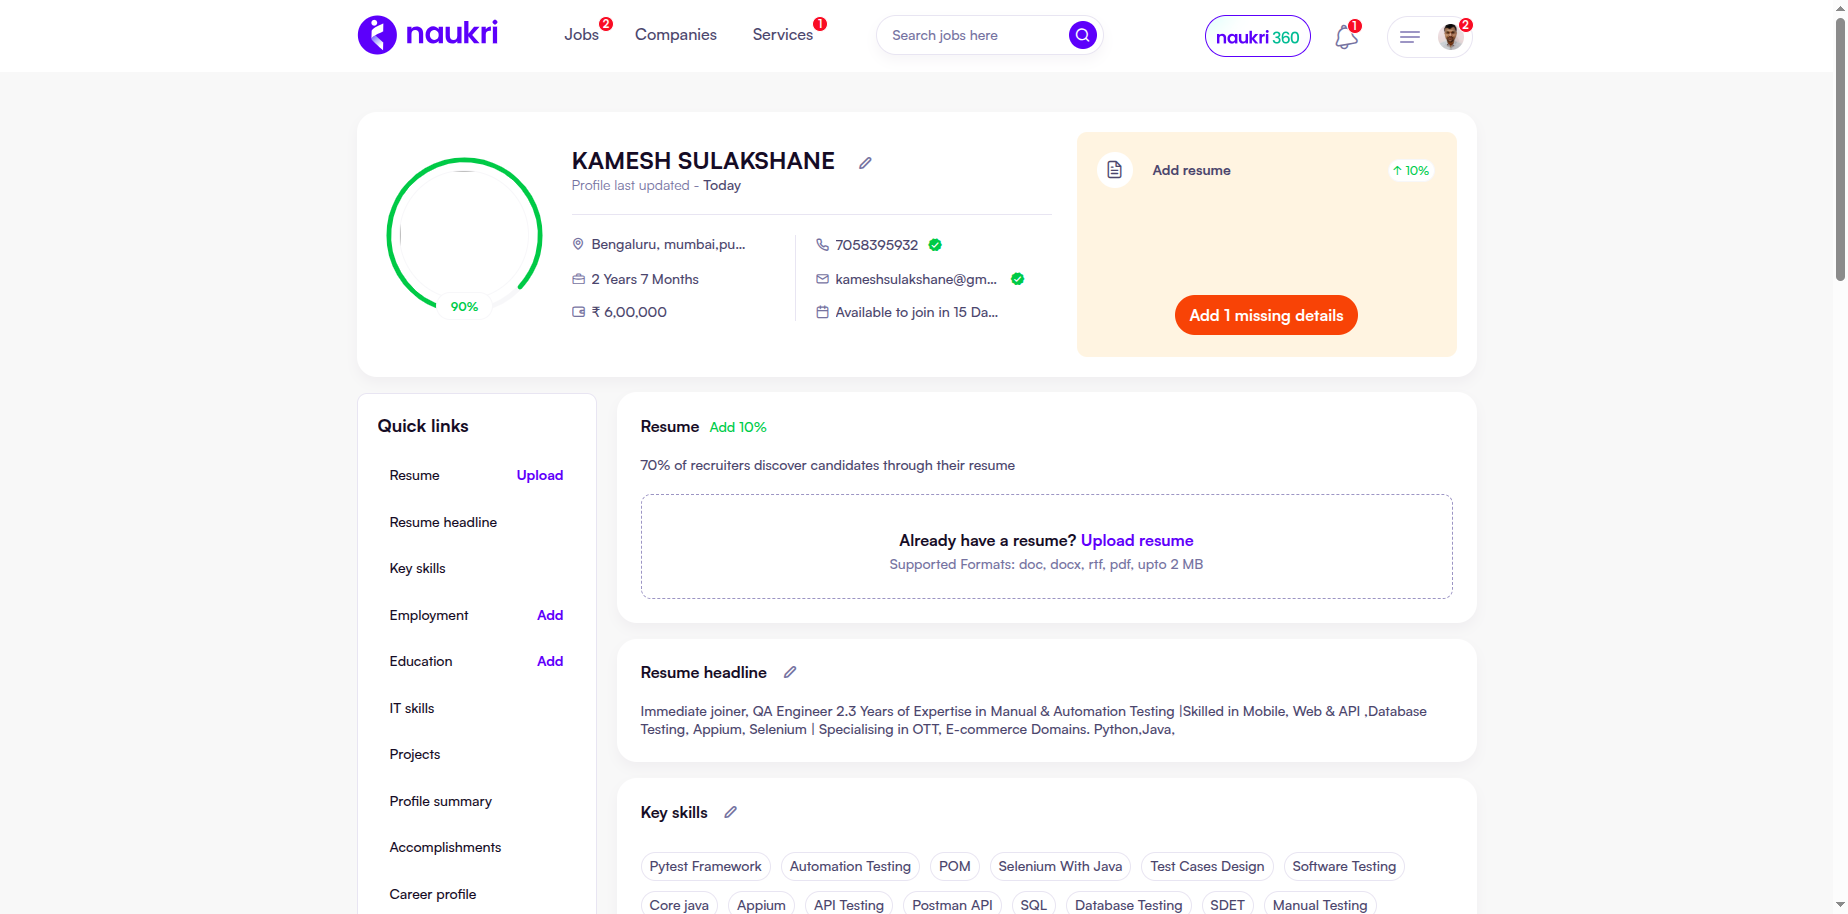 naukri
Jobs 2
Companies
Services 1
Search jobs here
naukri 360
1
2
KAMESH SULAKSHANE
Profile last updated - Today
Bengaluru, mumbai,pu...
2 Years 7 Months
₹ 6,00,000
7058395932
kameshsulakshane@gm...
Available to join in 15 Da...
90%
Add resume
↑ 10%
Add 1 missing details
Quick links
Resume Upload
Resume headline
Key skills
Employment Add
Education Add
IT skills
Projects
Profile summary
Accomplishments
Career profile
Resume Add 10%
70% of recruiters discover candidates through their resume
Already have a resume? Upload resume
Supported Formats: doc, docx, rtf, pdf, upto 2 MB
Resume headline
Immediate joiner, QA Engineer 2.3 Years of Expertise in Manual & Automation Testing |Skilled in Mobile, Web & API ,Database
Testing, Appium, Selenium | Specialising in OTT, E-commerce Domains. Python,Java,
Key skills
Pytest Framework Automation Testing POM Selenium With Java Test Cases Design Software Testing
Core java Appium API Testing Postman API SQL Database Testing SDET Manual Testing